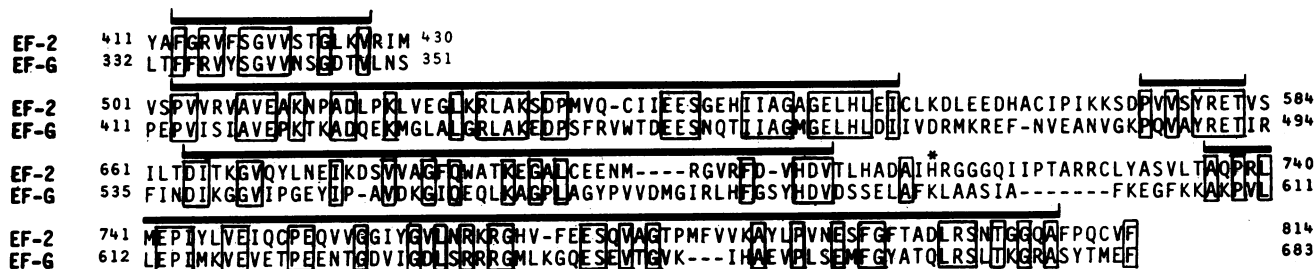 EF-2 411 YAFGRVFSGVVSTGLKVRIM 430
EF-G 332 LTFFRVYSGVVNSGDTVLNS 351
EF-2 501 VSPVVRVAVEAKNPADLPKLVEGLKRLAKSDPMVQ-CIIEESGEHIIAGAGELHLEICLKDLEEDHACIPIKKSDPVVSYRETVS 584
EF-G 411 PEPVISIAVEPKTKADQEKMGLALGRLAKEDPSFRVWTDEESNQTIIAGMGELHLDIIVDRMKREF-NVEANVGKPQVAYRETIR 494
*
EF-2 661 ILTDITKGVQYLNEIKDSVVAGFQWATKEGALCEENM----RGVRFD-VHDVTLHADAIHRGGGQIIPTARRCLYASVLTAQPRL 740
EF-G 535 FINDIKGGVIPGEYIP-AVDKGIQEQLKAGPLAGYPVVDMGIRLHFGSYHDVDSSELAFKLAASIA-------FKEGFKKAKPVL 611
EF-2 741 MEPIYLVEIQCPEQVVGGIYGVLNRKRGHV-FEESQVAGTPMFVVKAYLPVNESFGFTADLRSNTGGQAFPQCVF 814
EF-G 612 LEPIMKVEVETPEENTGDVIGDLSRRRGMLKGQESEVTGVK---IHAEVPLSEMFGYATQLRSLTKGRASYTMEF 683